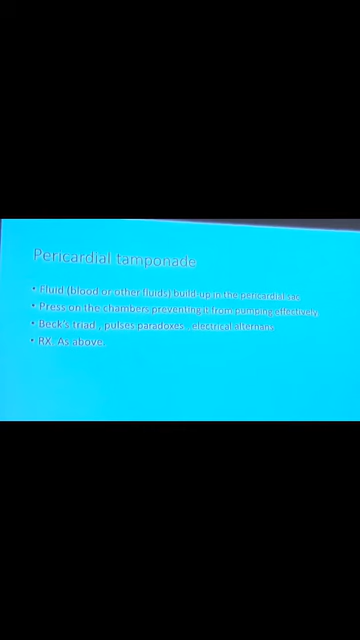 Pericardial tamponade
• Fluid (blood or other fluids) build-up in the pericardial sac
• Press on the chambers preventing it from pumping effectively.
• Beck's triad , pulses paradoxes. .electrical alternans
• RX. As above.